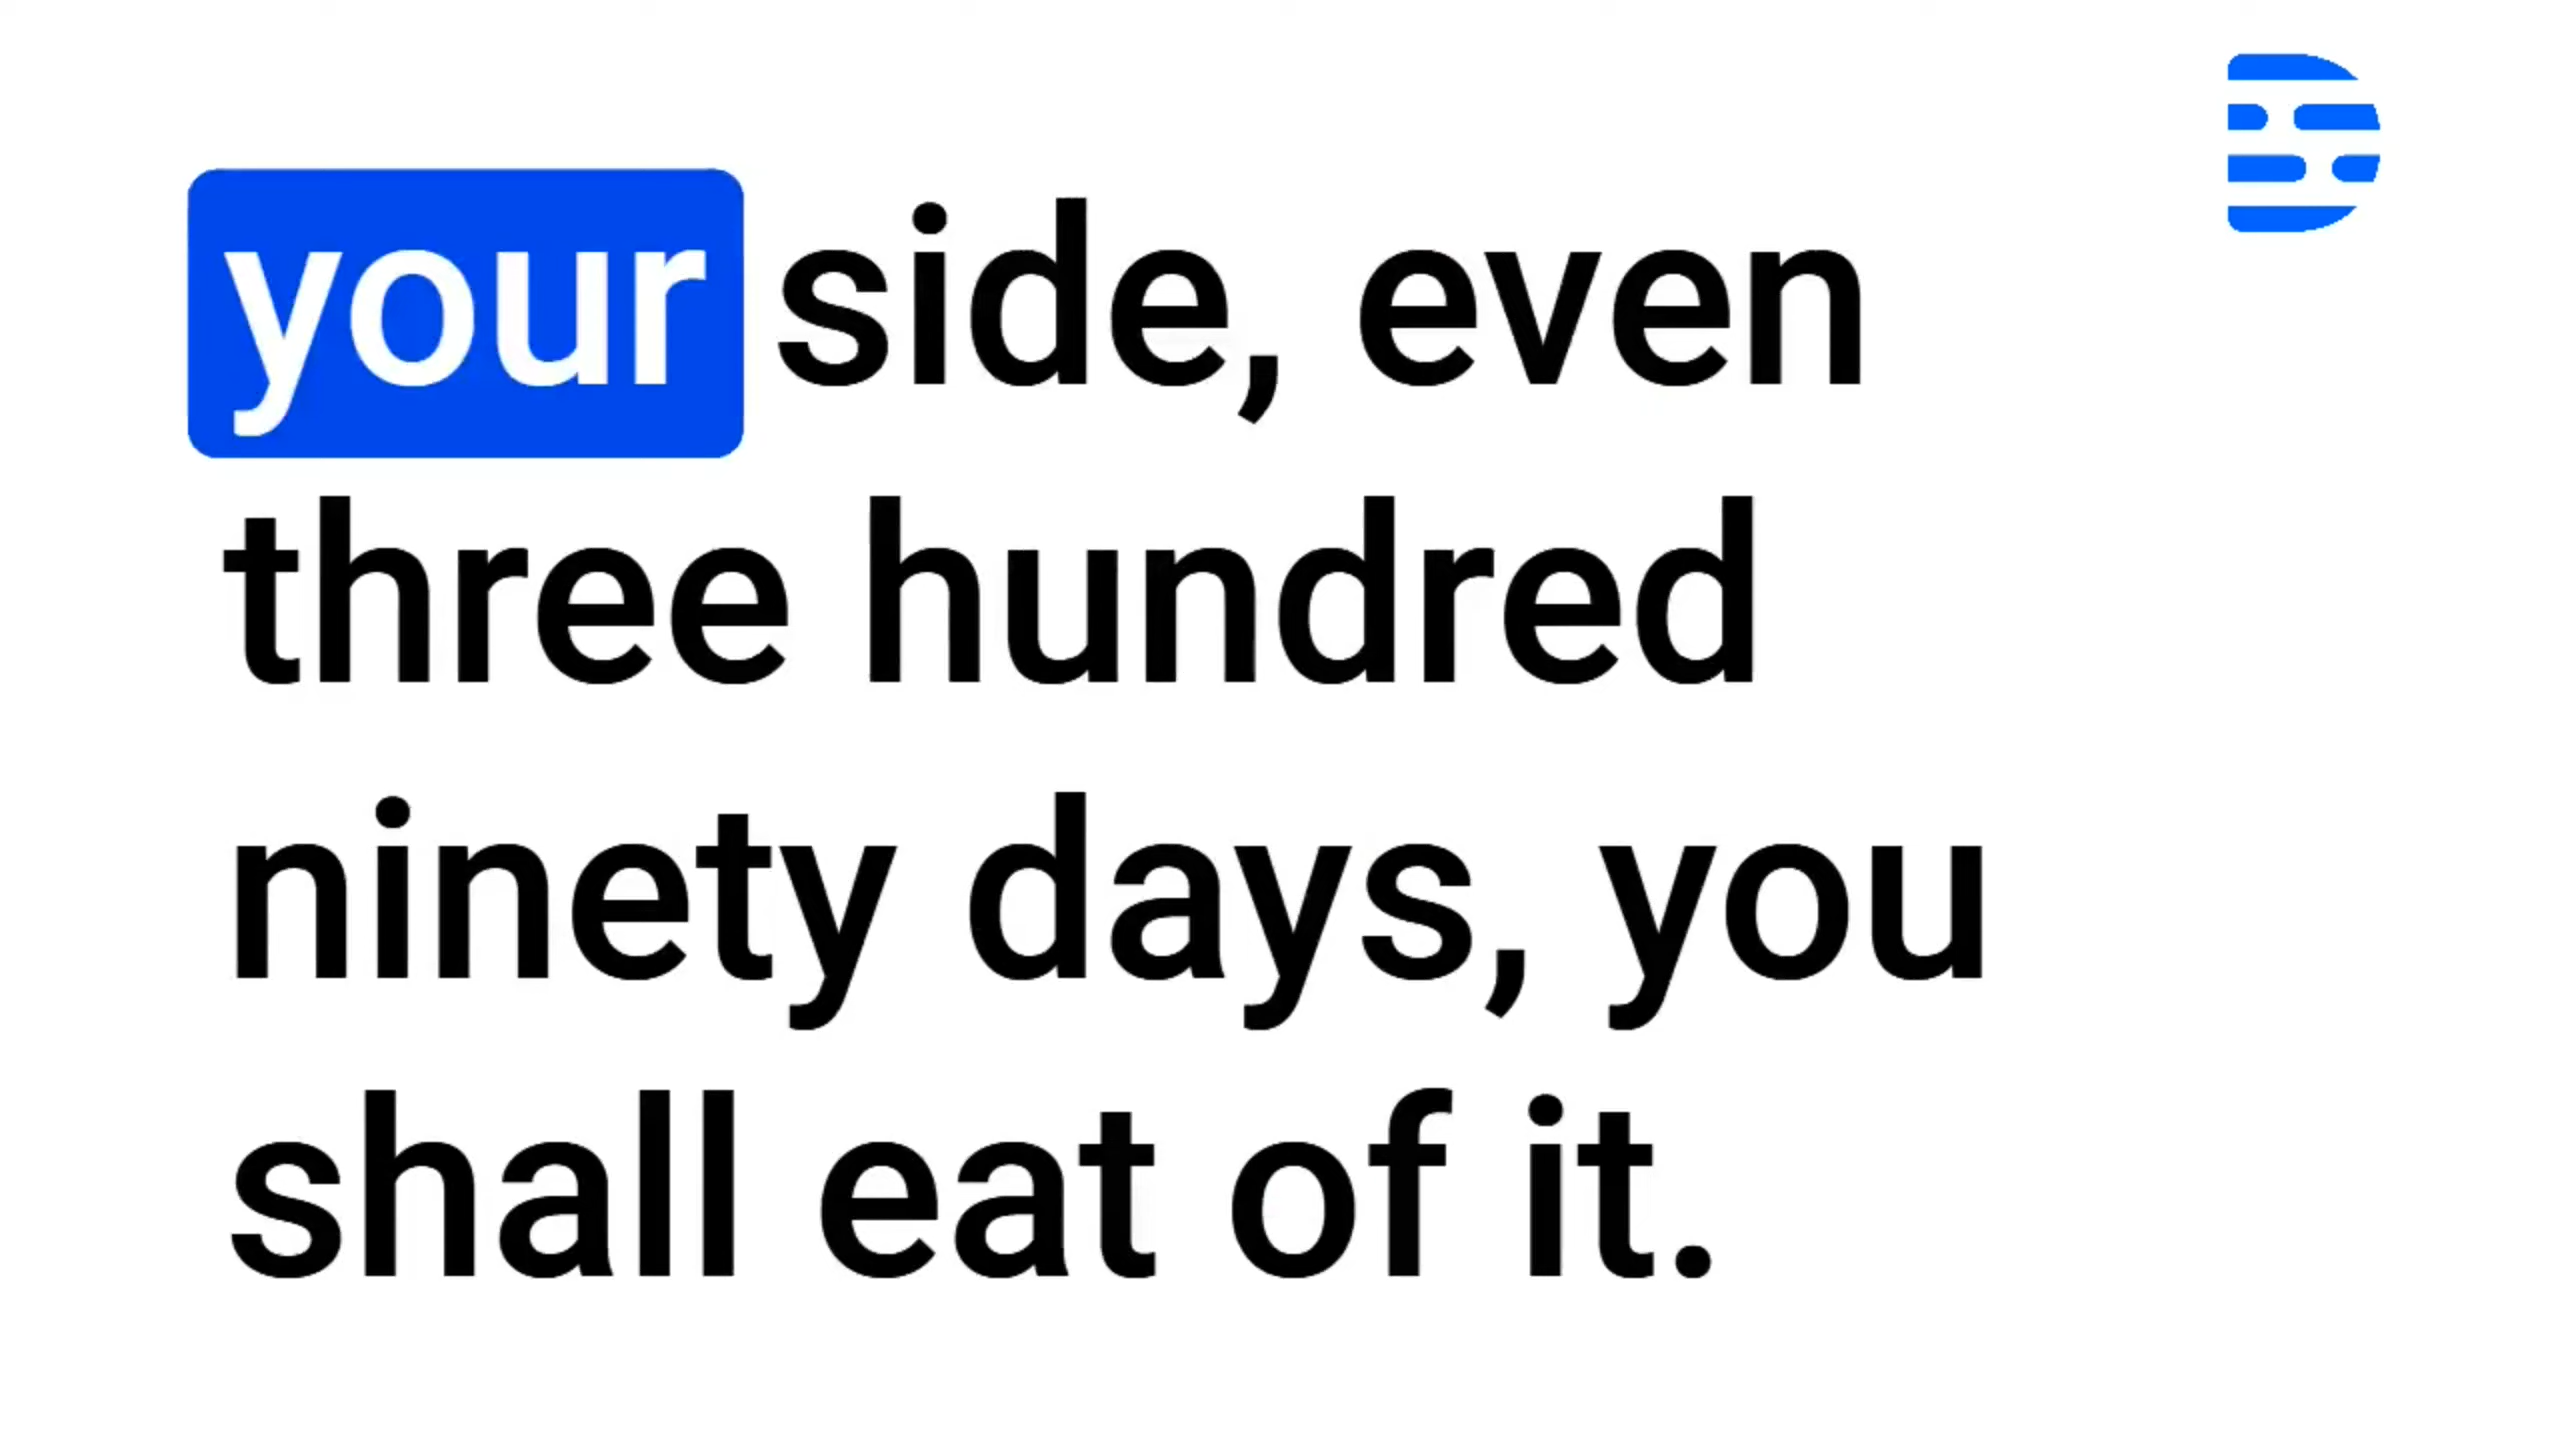 your side, even
three hundred
ninety days, you
shall eat of it.